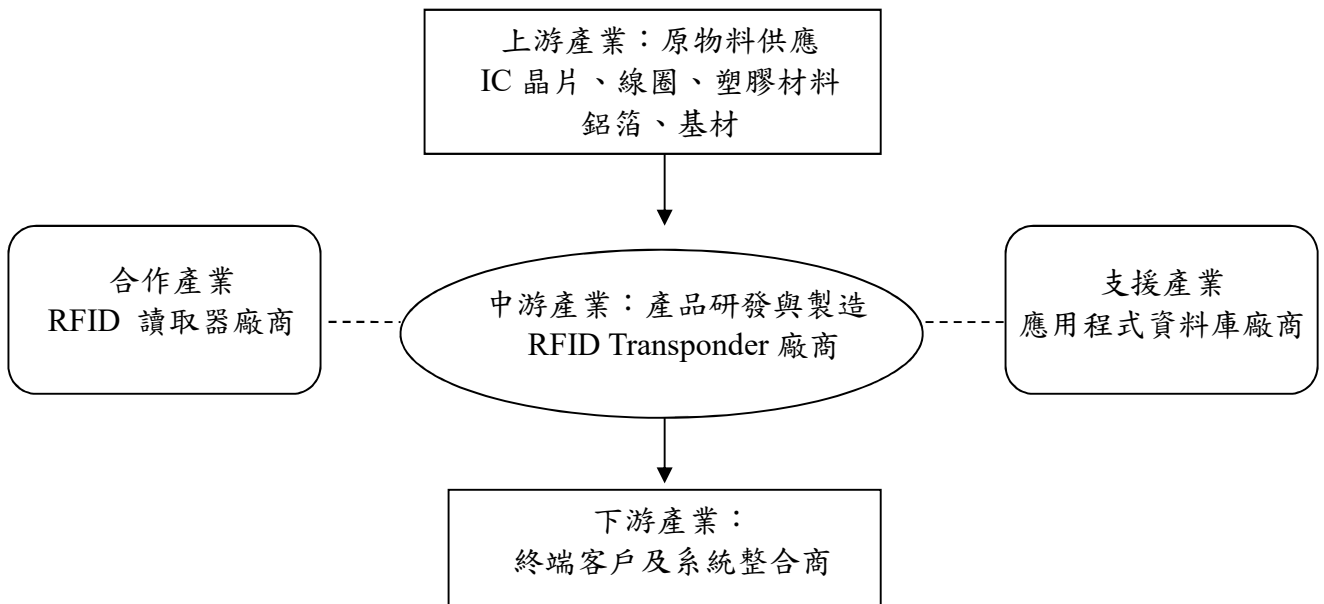 上游產業：原物料供應
IC 晶片、線圈、塑膠材料
鋁箔、基材
合作產業
RFID 讀取器廠商
中游產業：產品研發與製造
RFID Transponder 廠商
支援產業
應用程式資料庫廠商
下游產業：
終端客戶及系統整合商